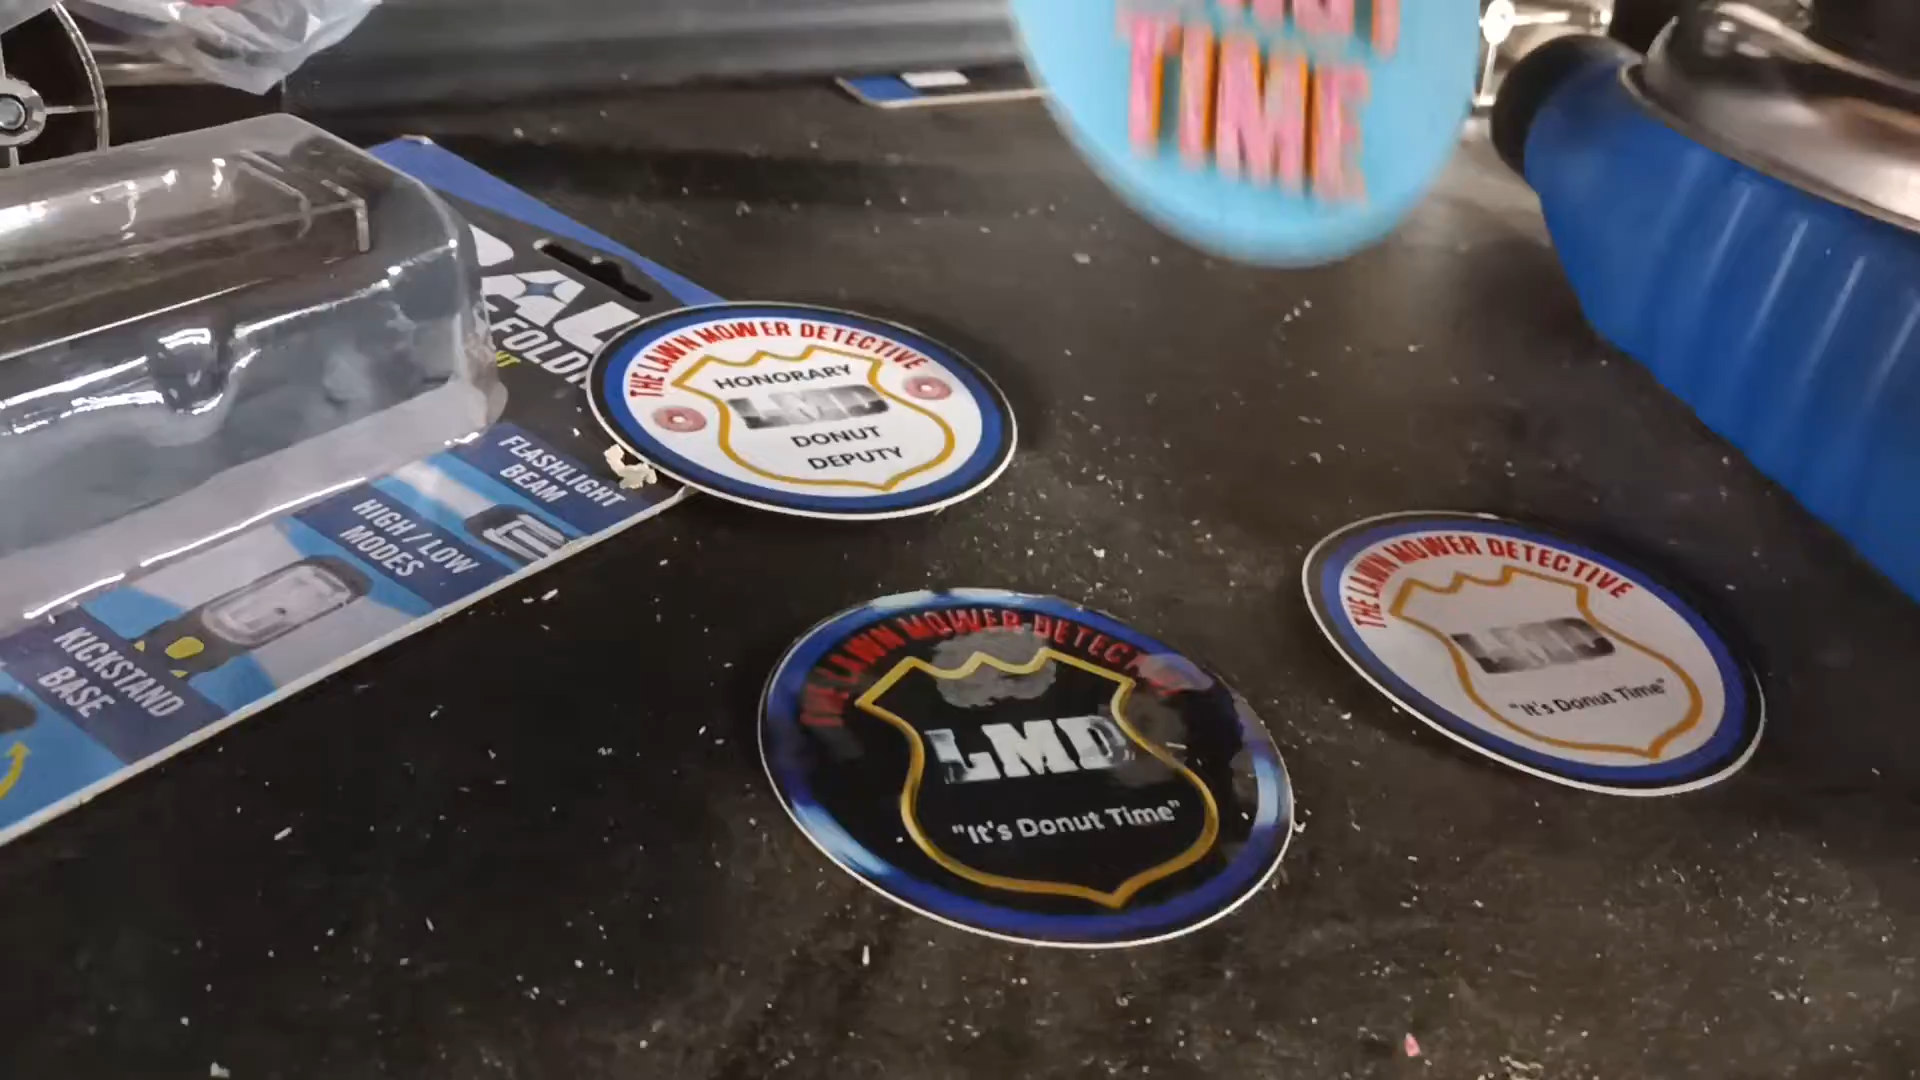 TIME
FOLD
FLASHLIGHT
BEAM
HIGH / LOW
MODES
KICKSTAND
BASE
THE LAWN MOWER DETECTIVE
HONORARY
LMD
DONUT
DEPUTY
THE LAWN MOWER DETECTIVE
LMD
"It's Donut Time"
THE LAWN MOWER DETECTIVE
LMD
"It's Donut Time"